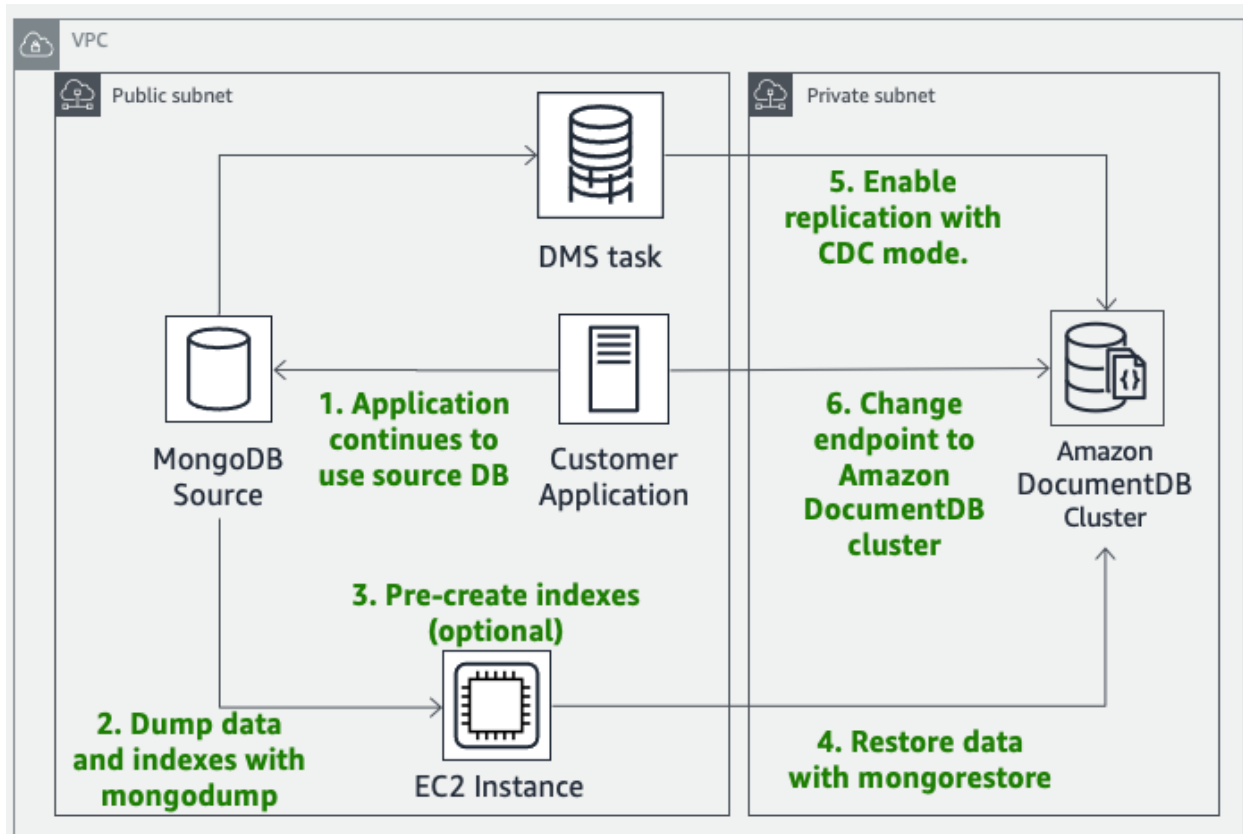 VPC
Public subnet
Private subnet
DMS task
5. Enable
replication with
CDC mode.
MongoDB
Source
1. Application
continues to
use source DB
Customer
Application
6. Change
endpoint to
Amazon
DocumentDB
cluster
Amazon
DocumentDB
Cluster
3. Pre-create indexes
(optional)
2. Dump data
and indexes with
mongodump
EC2 Instance
4. Restore data
with mongorestore